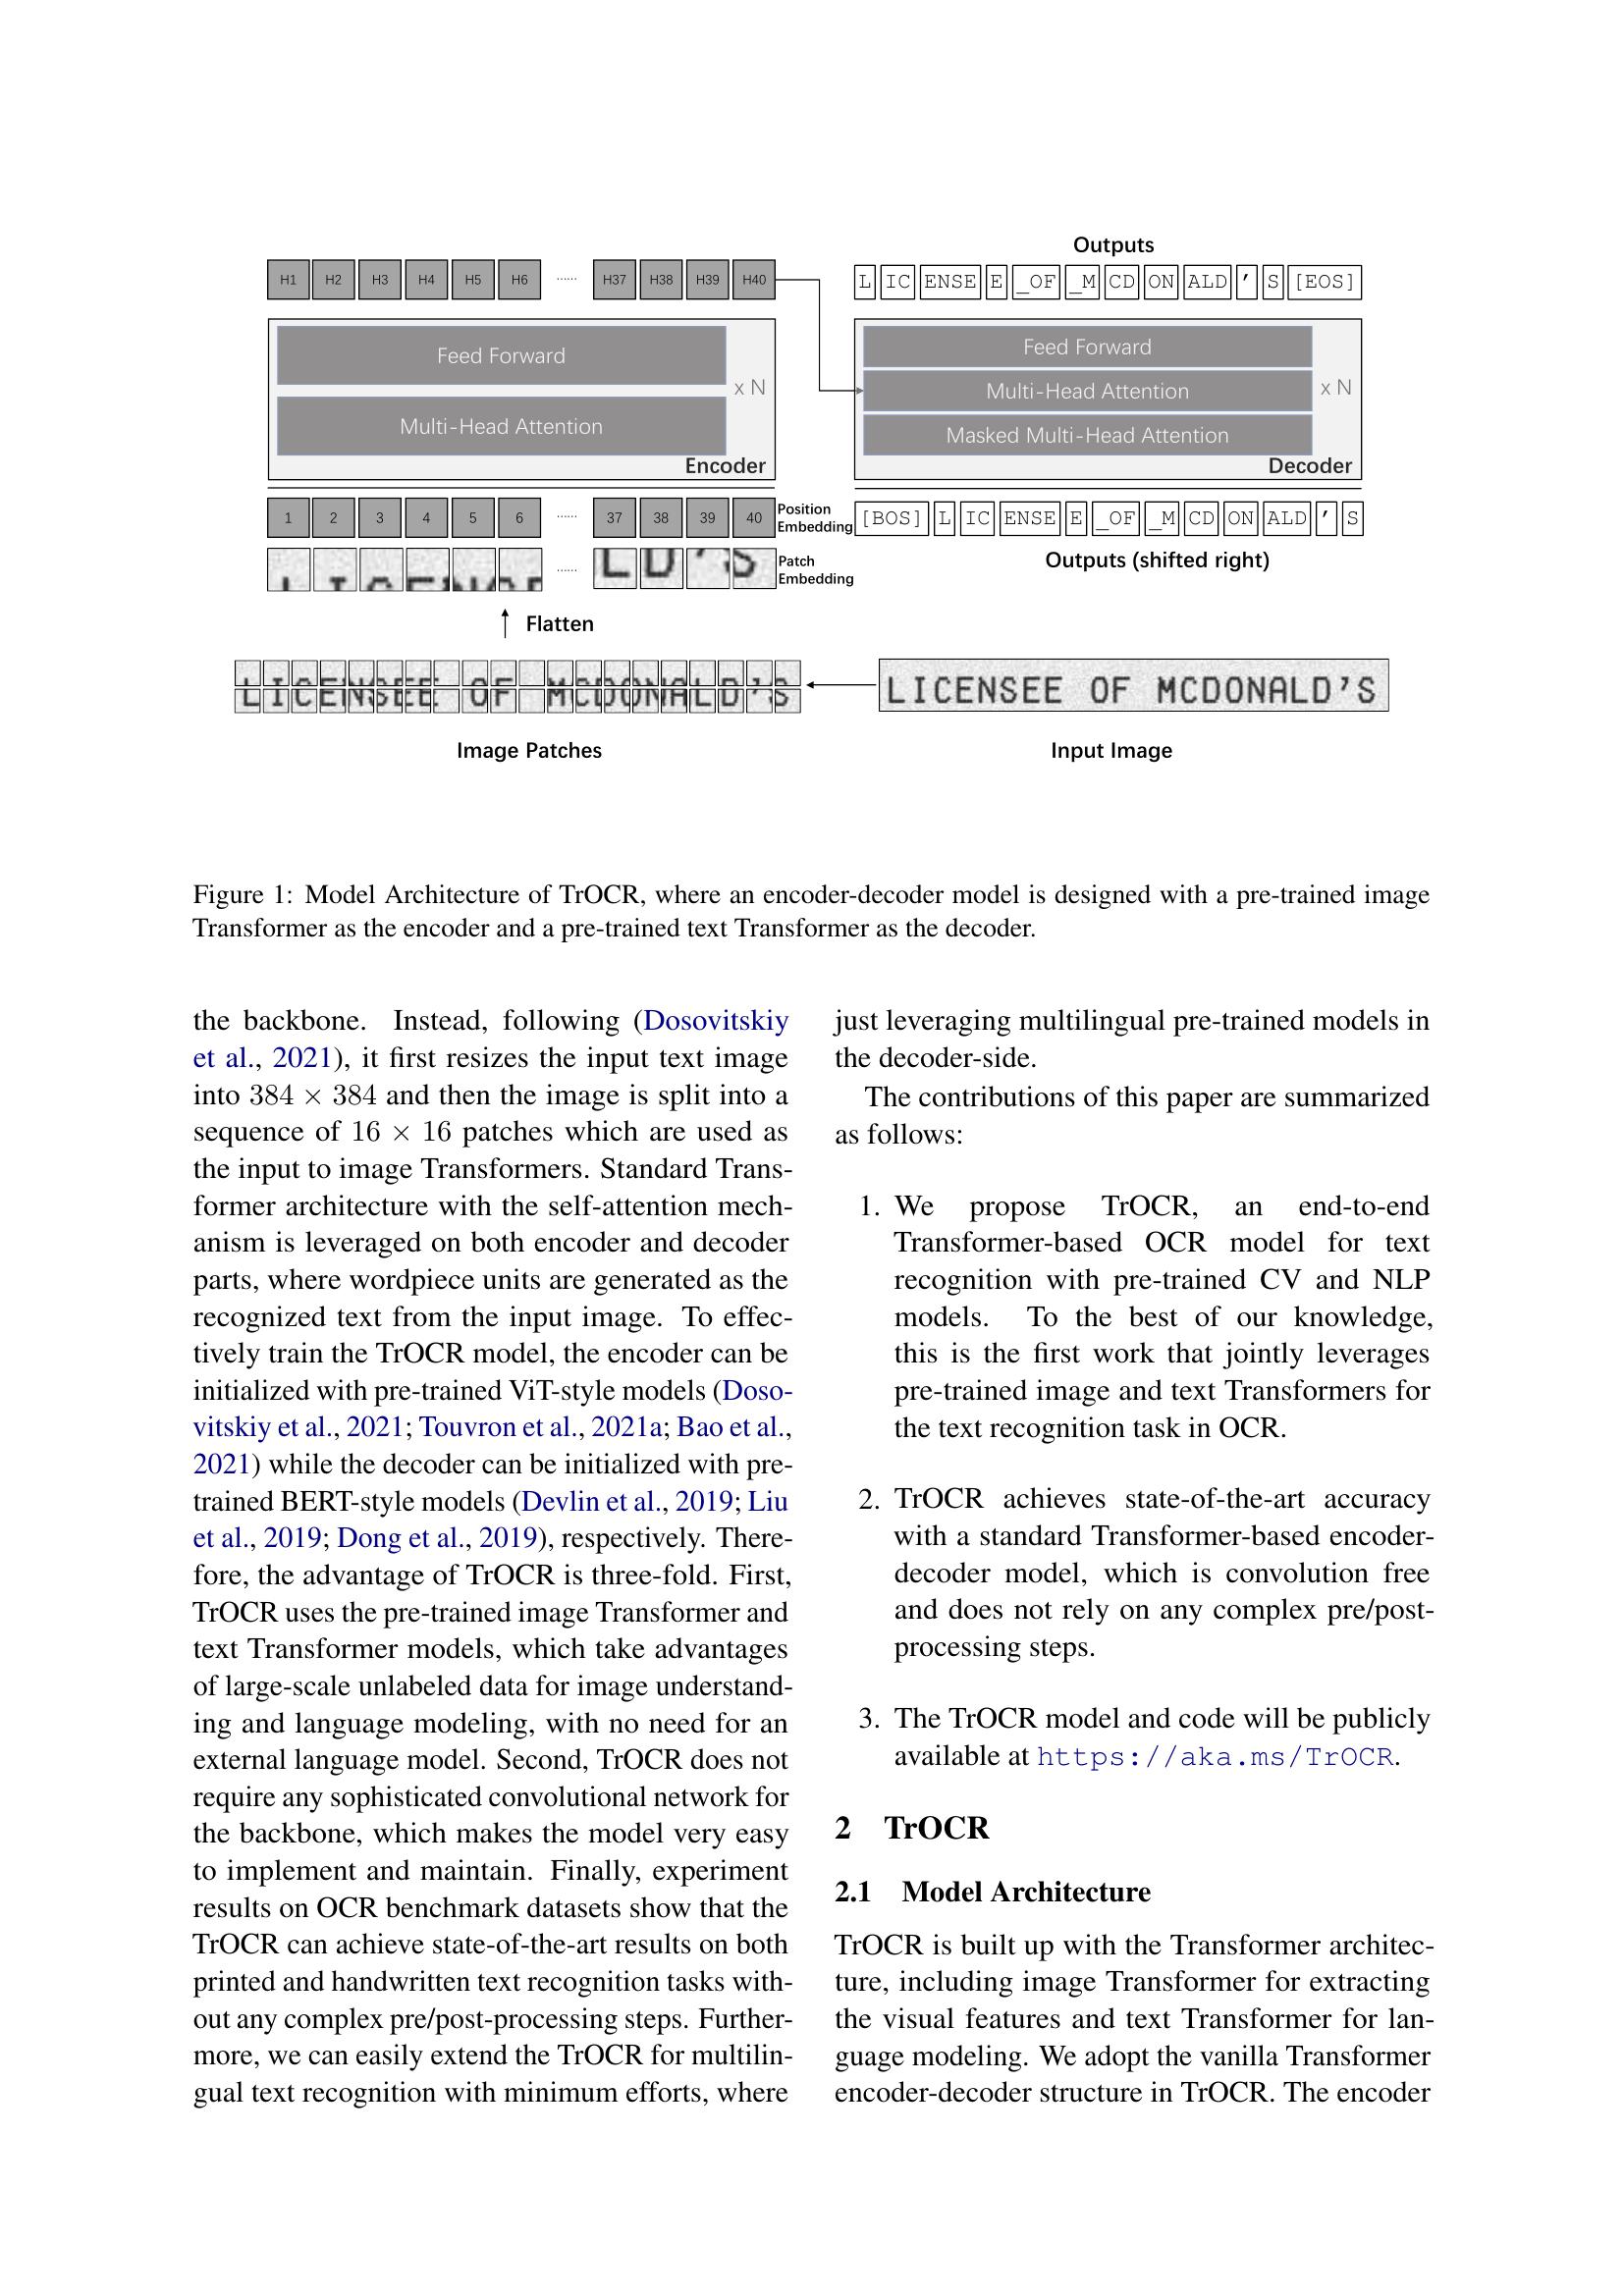 Outputs
H1 H2 H3 H4 H5 H6 ...... H37 H38 H39 H40
L IC ENSE E _OF _M CD ON ALD ' S [EOS]
Feed Forward
Multi-Head Attention
x N
Encoder
Feed Forward
Multi-Head Attention
Masked Multi-Head Attention
x N
Decoder
1 2 3 4 5 6 ...... 37 38 39 40
Position
Embedding
[BOS] L IC ENSE E _OF _M CD ON ALD ' S
...... LD'S
Patch
Embedding
Outputs (shifted right)
Flatten
LICENSEE OF MCDONALD'S
LICENSEE OF MCDONALD'S
Image Patches
Input Image
Figure 1: Model Architecture of TrOCR, where an encoder-decoder model is designed with a pre-trained image
Transformer as the encoder and a pre-trained text Transformer as the decoder.
the backbone. Instead, following (Dosovitskiy
et al., 2021), it first resizes the input text image
into 384 × 384 and then the image is split into a
sequence of 16 × 16 patches which are used as
the input to image Transformers. Standard Trans-
former architecture with the self-attention mech-
anism is leveraged on both encoder and decoder
parts, where wordpiece units are generated as the
recognized text from the input image. To effec-
tively train the TrOCR model, the encoder can be
initialized with pre-trained ViT-style models (Doso-
vitskiy et al., 2021; Touvron et al., 2021a; Bao et al.,
2021) while the decoder can be initialized with pre-
trained BERT-style models (Devlin et al., 2019; Liu
et al., 2019; Dong et al., 2019), respectively. There-
fore, the advantage of TrOCR is three-fold. First,
TrOCR uses the pre-trained image Transformer and
text Transformer models, which take advantages
of large-scale unlabeled data for image understand-
ing and language modeling, with no need for an
external language model. Second, TrOCR does not
require any sophisticated convolutional network for
the backbone, which makes the model very easy
to implement and maintain. Finally, experiment
results on OCR benchmark datasets show that the
TrOCR can achieve state-of-the-art results on both
printed and handwritten text recognition tasks with-
out any complex pre/post-processing steps. Further-
more, we can easily extend the TrOCR for multilin-
gual text recognition with minimum efforts, where
just leveraging multilingual pre-trained models in
the decoder-side.
The contributions of this paper are summarized
as follows:
1. We propose TrOCR, an end-to-end
Transformer-based OCR model for text
recognition with pre-trained CV and NLP
models. To the best of our knowledge,
this is the first work that jointly leverages
pre-trained image and text Transformers for
the text recognition task in OCR.
2. TrOCR achieves state-of-the-art accuracy
with a standard Transformer-based encoder-
decoder model, which is convolution free
and does not rely on any complex pre/post-
processing steps.
3. The TrOCR model and code will be publicly
available at https://aka.ms/TrOCR.
2 TrOCR
2.1 Model Architecture
TrOCR is built up with the Transformer architec-
ture, including image Transformer for extracting
the visual features and text Transformer for lan-
guage modeling. We adopt the vanilla Transformer
encoder-decoder structure in TrOCR. The encoder